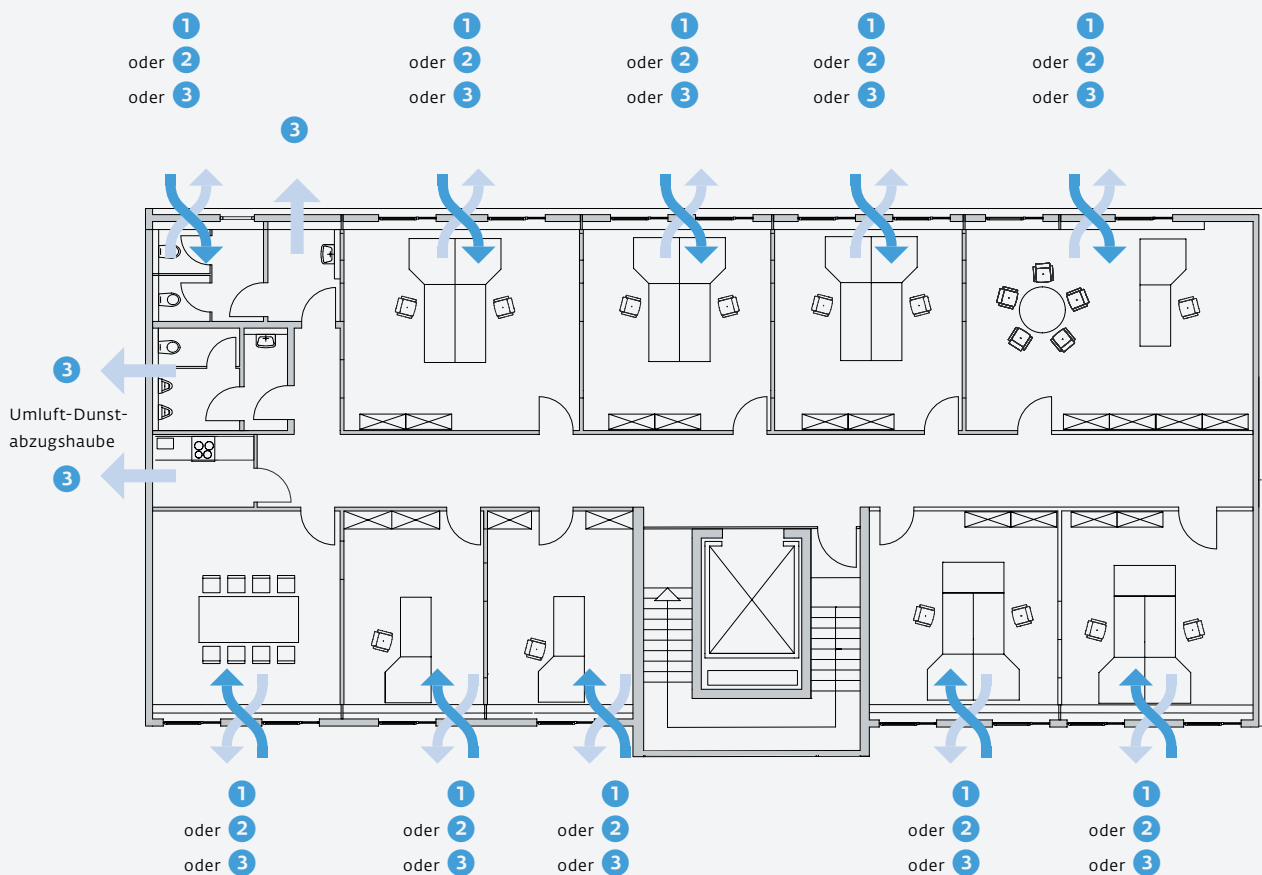 1 1 1 1 1
oder 2 oder 2 oder 2 oder 2 oder 2
oder 3 oder 3 oder 3 oder 3 oder 3
3
3
Umluft-Dunst-
abzugshaube
3
1 1 1 1 1
oder 2 oder 2 oder 2 oder 2 oder 2
oder 3 oder 3 oder 3 oder 3 oder 3